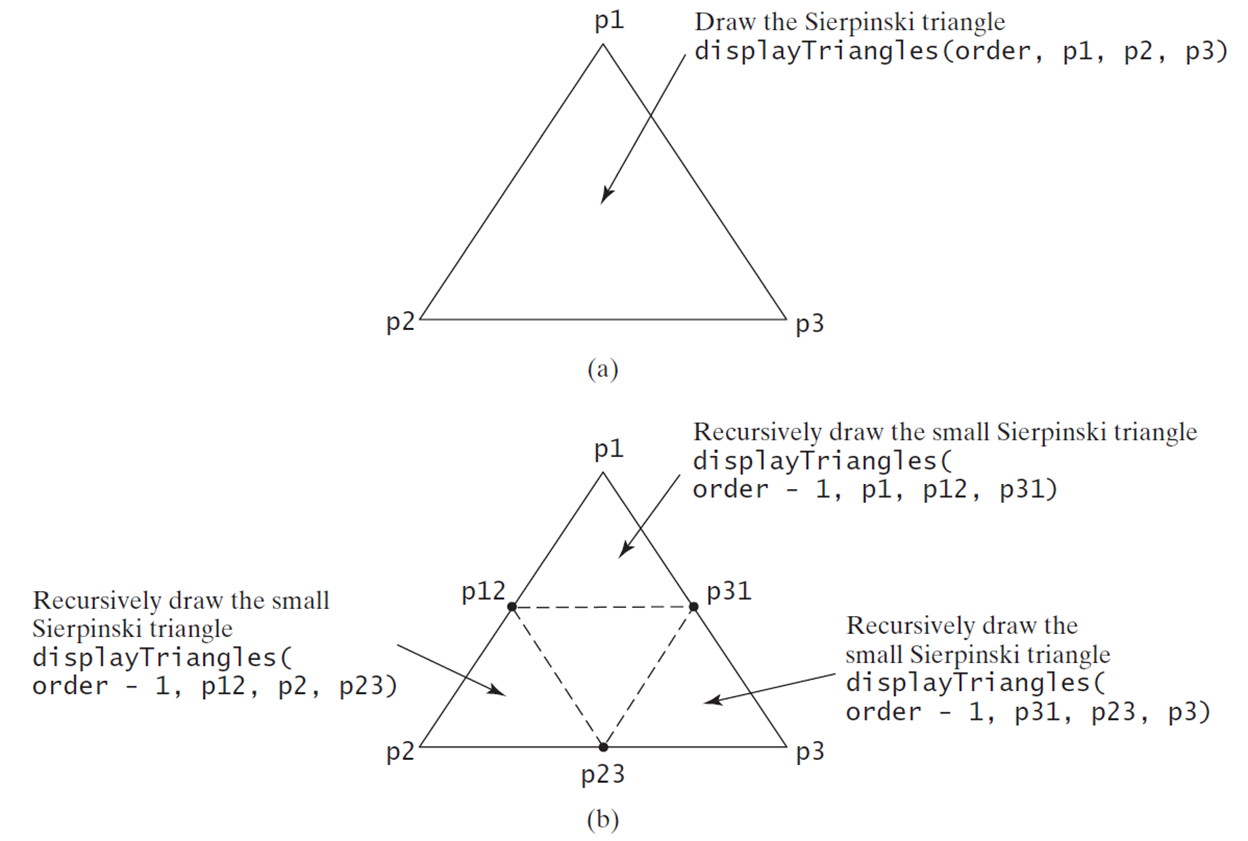 p1
Draw the Sierpinski triangle
displayTriangles(order, p1, p2, p3)
p2
p3
(a)
Recursively draw the small Sierpinski triangle
displayTriangles(
order - 1, p1, p12, p31)
p1
p12
p31
Recursively draw the small
Sierpinski triangle
displayTriangles(
order - 1, p12, p2, p23)
Recursively draw the
small Sierpinski triangle
displayTriangles(
order - 1, p31, p23, p3)
p2
p3
p23
(b)